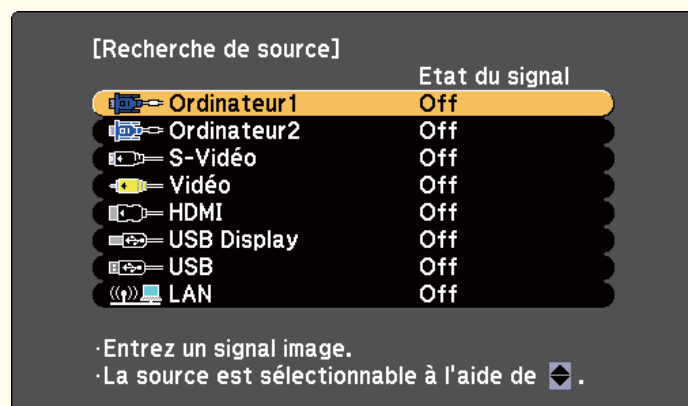 [Recherche de source]
Etat du signal
Ordinateur1 Off
Ordinateur2 Off
S-Vidéo Off
Vidéo Off
HDMI Off
USB Display Off
USB Off
LAN Off
·Entrez un signal image.
·La source est sélectionnable à l'aide de .